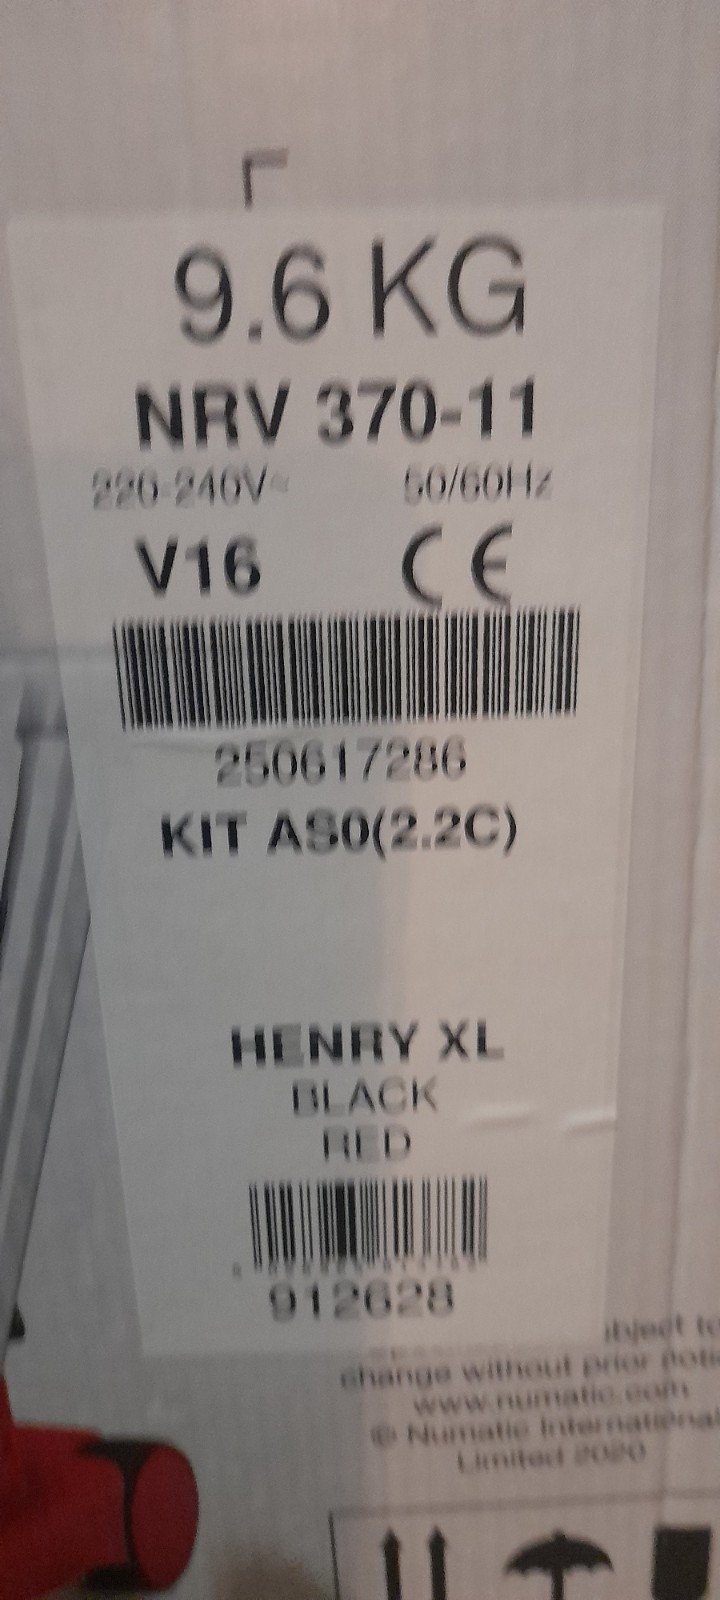 9.6 KG
NRV 370-11
220-240V~ 50/60Hz
V16 CE
250617286
KIT AS0(2.2C)
HENRY XL
BLACK
RED
912628
change without prior
www.numatic.com
© Numatic International
Limited 2020